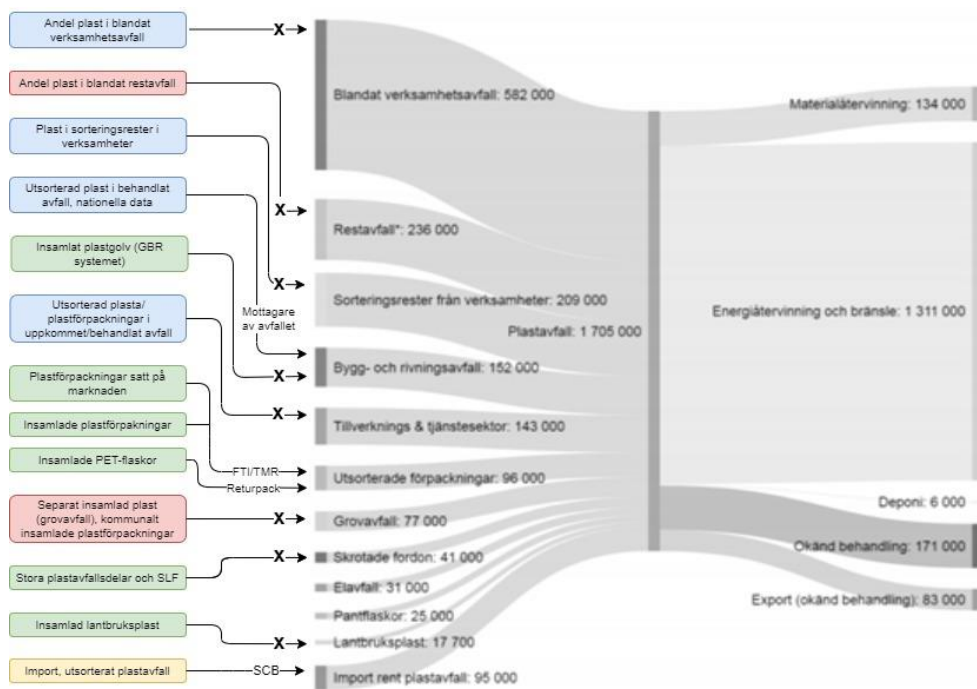 Andel plast i blandat
verksamhetsavfall
Andel plast i blandat restavfall
Plast i sorteringsrester i
verksamheter
Utsorterad plast i behandlat
avfall, nationella data
Insamlat plastgolv (GBR
systemet)
Utsorterad plasta/
plastförpackningar i
uppkommet/behandlat avfall
Plastförpackningar satt på
marknaden
Insamlade plastförpakningar
Insamlade PET-flaskor
Separat insamlad plast
(grovavfall), kommunalt
insamlade plastförpackningar
Stora plastavfallsdelar och SLF
Insamlad lantbruksplast
Import, utsorterat plastavfall
X
X
X
Mottagare
av avfallet
X
X
FTI/TMR
Returpack
X
X
X
SCB
Blandat verksamhetsavfall: 582 000
Restavfall*: 236 000
Sorteringsrester från verksamheter: 209 000
Bygg- och rivningsavfall: 152 000
Tillverknings & tjänstesektor: 143 000
Utsorterade förpackningar: 96 000
Grovavfall: 77 000
Skrotade fordon: 41 000
Elavfall: 31 000
Pantflaskor: 25 000
Lantbruksplast: 17 700
Import rent plastavfall: 95 000
Plastavfall: 1 705 000
Materialåtervinning: 134 000
Energiåtervinning och bränsle: 1 311 000
Deponi: 6 000
Okänd behandling: 171 000
Export (okänd behandling): 83 000